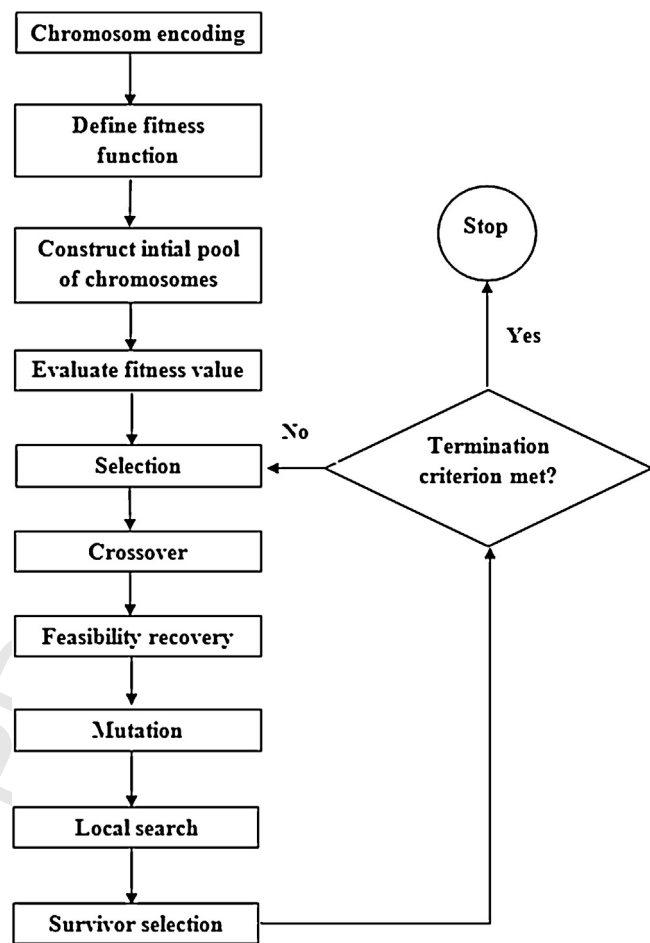 Chromosom encoding
Define fitness
function
Construct intial pool
of chromosomes
Evaluate fitness value
Selection
Crossover
Feasibility recovery
Mutation
Local search
Survivor selection
Stop
Yes
No
Termination
criterion met?